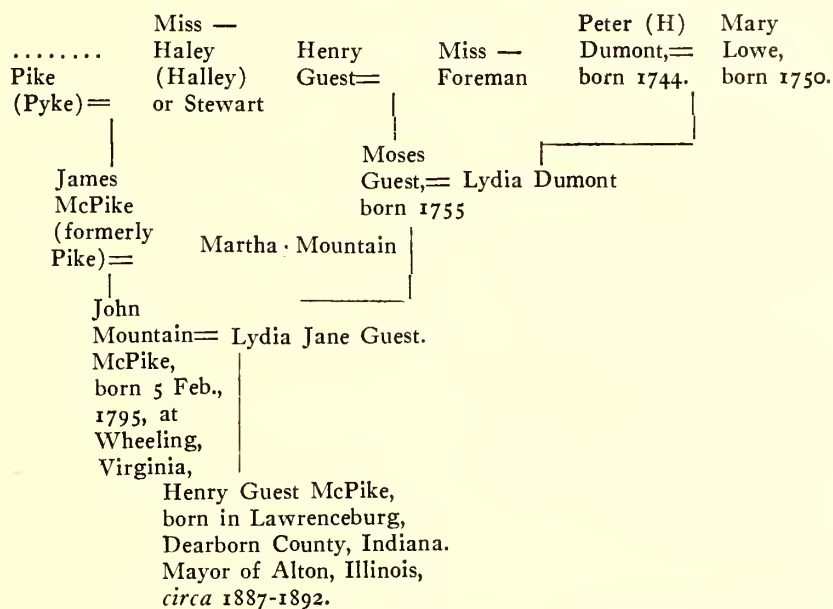 ........
Pike
(Pyke)=
Miss —
Haley
(Halley)
or Stewart
Henry
Guest=
Miss —
Foreman
Peter (H)
Dumont,=
born 1744.
Mary
Lowe,
born 1750.
James
McPike
(formerly
Pike)=
Martha · Mountain
Moses
Guest,= Lydia Dumont
born 1755
John
Mountain= Lydia Jane Guest.
McPike,
born 5 Feb.,
1795, at
Wheeling,
Virginia,
Henry Guest McPike,
born in Lawrenceburg,
Dearborn County, Indiana.
Mayor of Alton, Illinois,
circa 1887-1892.